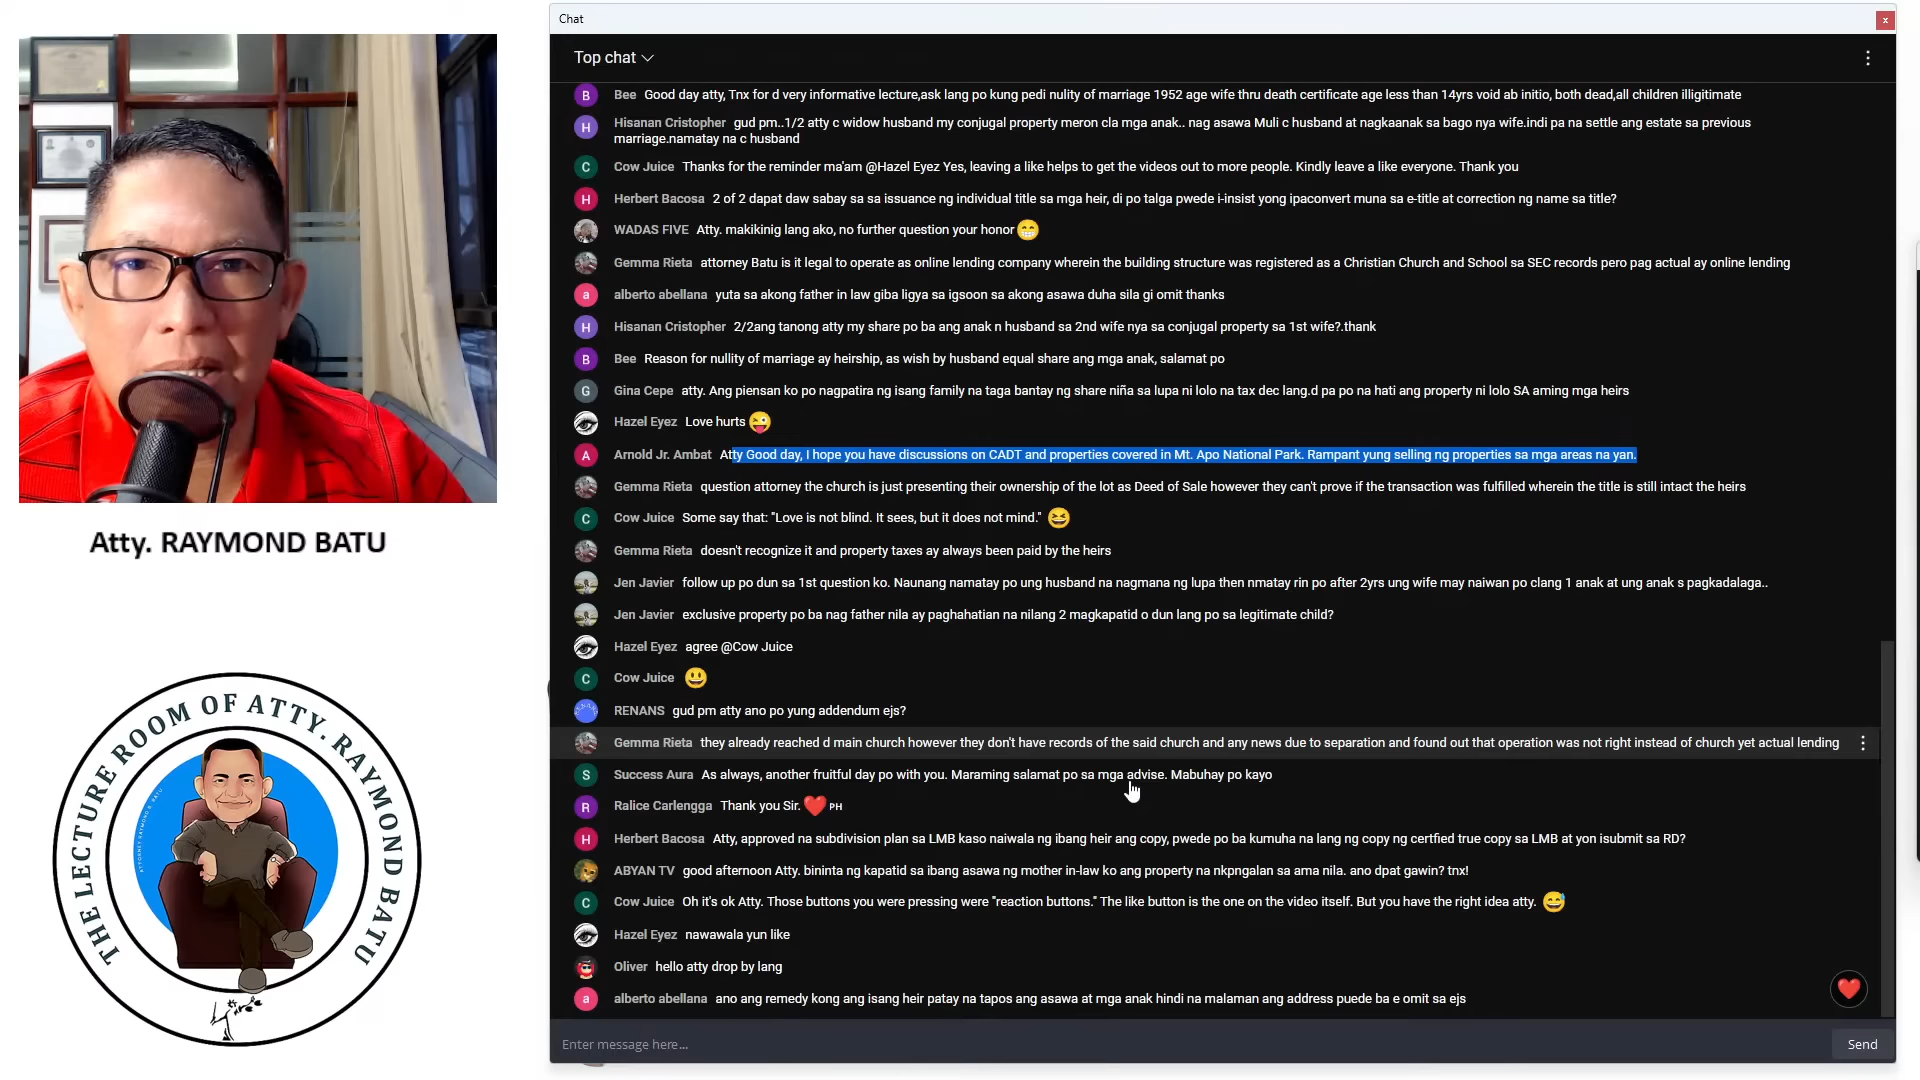 Chat
x
Top chat
B Bee Good day atty, Tnx for d very informative lecture,ask lang po kung pedi nulity of marriage 1952 age wife thru death certificate age less than 14yrs void ab initio, both dead,all children illigitimate
H Hisanan Cristopher gud pm..1/2 atty c widow husband my conjugal property meron cla mga anak.. nag asawa Muli c husband at nagkaanak sa bago nya wife.indi pa na settle ang estate sa previous
marriage.namatay na c husband
C Cow Juice Thanks for the reminder ma'am @Hazel Eyez Yes, leaving a like helps to get the videos out to more people. Kindly leave a like everyone. Thank you
H Herbert Bacosa 2 of 2 dapat daw sabay sa sa issuance ng individual title sa mga heir, di po talga pwede i-insist yong ipaconvert muna sa e-title at correction ng name sa title?
WADAS FIVE Atty. makikinig lang ako, no further question your honor😁
Gemma Rieta attorney Batu is it legal to operate as online lending company wherein the building structure was registered as a Christian Church and School sa SEC records pero pag actual ay online lending
a alberto abellana yuta sa akong father in law giba ligya sa igsoon sa akong asawa duha sila gi omit thanks
H Hisanan Cristopher 2/2ang tanong atty my share po ba ang anak n husband sa 2nd wife nya sa conjugal property sa 1st wife?.thank
B Bee Reason for nullity of marriage ay heirship, as wish by husband equal share ang mga anak, salamat po
G Gina Cepe atty. Ang piensan ko po nagpatira ng isang family na taga bantay ng share niña sa lupa ni lolo na tax dec lang.d pa po na hati ang property ni lolo SA aming mga heirs
Hazel Eyez Love hurts😜
A Arnold Jr. Ambat Atty Good day, I hope you have discussions on CADT and properties covered in Mt. Apo National Park. Rampant yung selling ng properties sa mga areas na yan.
Gemma Rieta question attorney the church is just presenting their ownership of the lot as Deed of Sale however they can't prove if the transaction was fulfilled wherein the title is still intact the heirs
C Cow Juice Some say that: "Love is not blind. It sees, but it does not mind." 😆
Gemma Rieta doesn't recognize it and property taxes ay always been paid by the heirs
Jen Javier follow up po dun sa 1st question ko. Naunang namatay po ung husband na nagmana ng lupa then nmatay rin po after 2yrs ung wife may naiwan po clang 1 anak at ung anak s pagkadalaga..
Jen Javier exclusive property po ba nag father nila ay paghahatian na nilang 2 magkapatid o dun lang po sa legitimate child?
Hazel Eyez agree @Cow Juice
C Cow Juice 😃
RENANS gud pm atty ano po yung addendum ejs?
Gemma Rieta they already reached d main church however they don't have records of the said church and any news due to separation and found out that operation was not right instead of church yet actual lending
S Success Aura As always, another fruitful day po with you. Maraming salamat po sa mga advise. Mabuhay po kayo
R Ralice Carlengga Thank you Sir.❤️ PH
H Herbert Bacosa Atty, approved na subdivision plan sa LMB kaso naiwala ng ibang heir ang copy, pwede po ba kumuha na lang ng copy ng certfied true copy sa LMB at yon isubmit sa RD?
ABYAN TV good afternoon Atty. bininta ng kapatid sa ibang asawa ng mother in-law ko ang property na nkpngalan sa ama nila. ano dpat gawin? tnx!
C Cow Juice Oh it's ok Atty. Those buttons you were pressing were "reaction buttons." The like button is the one on the video itself. But you have the right idea atty. 😅
Hazel Eyez nawawala yun like
Oliver hello atty drop by lang
a alberto abellana ano ang remedy kong ang isang heir patay na tapos ang asawa at mga anak hindi na malaman ang address puede ba e omit sa ejs
Enter message here...
Send
Atty. RAYMOND BATU
THE LECTURE ROOM OF ATTY. RAYMOND BATU